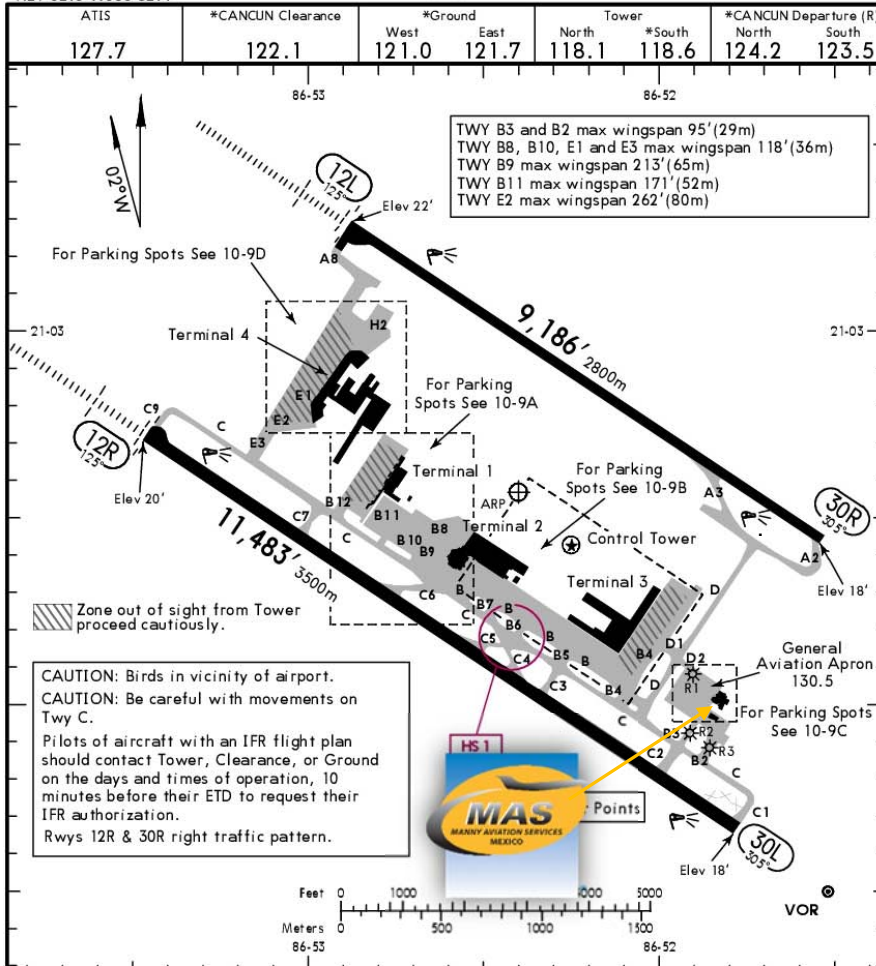 ATIS
*CANCUN Clearance
*Ground
Tower
*CANCUN Departure (R)
West East
North *South
North South
127.7
122.1
121.0 121.7
118.1 118.6
124.2 123.5
86-53
86-52
TWY B3 and B2 max wingspan 95'(29m)
TWY B8, B10, E1 and E3 max wingspan 118'(36m)
TWY B9 max wingspan 213'(65m)
TWY B11 max wingspan 171'(52m)
TWY E2 max wingspan 262'(80m)
02°W
12L
125°
Elev 22'
For Parking Spots See 10-9D
A8
H2
21-03
21-03
9,186' 2800m
Terminal 4
E1
E2
E3
For Parking
Spots See 10-9A
C9
C
12R
125°
Elev 20'
Terminal 1
For Parking
Spots See 10-9B
ARP
A3
30R
305°
B12
B11
C7
C
B10
B8
B9
Terminal 2
Control Tower
A2
11,483' 3500m
Elev 18'
C6
B
C
B7
B
B6
Terminal 3
D
Zone out of sight from Tower
proceed cautiously.
C5
C4
B
B5
B
B4
B4
D1
D2
D
C3
C
R1
General
Aviation Apron
130.5
For Parking Spots
See 10-9C
CAUTION: Birds in vicinity of airport.
CAUTION: Be careful with movements on
Twy C.
Pilots of aircraft with an IFR flight plan
should contact Tower, Clearance, or Ground
on the days and times of operation, 10
minutes before their ETD to request their
IFR authorization.
Rwys 12R & 30R right traffic pattern.
B3
R2
C2
B2
R3
C
C1
HS 1
MAS
MANNY AVIATION SERVICES
MEXICO
Points
30L
305°
Elev 18'
VOR
Feet 0 1000 3000 4000 5000
Meters 0 500 1000 1500
86-53
86-52